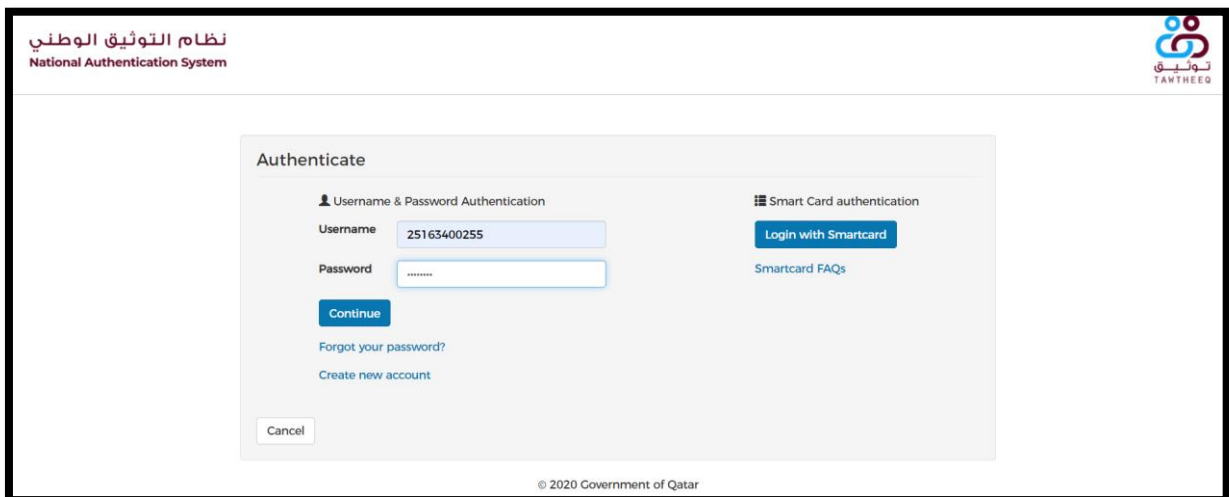 نظام التوثيق الوطني
National Authentication System
توثيق
TAWTHEEQ
Authenticate
Username & Password Authentication
Username 25163400255
Password ········
Continue
Forgot your password?
Create new account
Smart Card authentication
Login with Smartcard
Smartcard FAQs
Cancel
© 2020 Government of Qatar